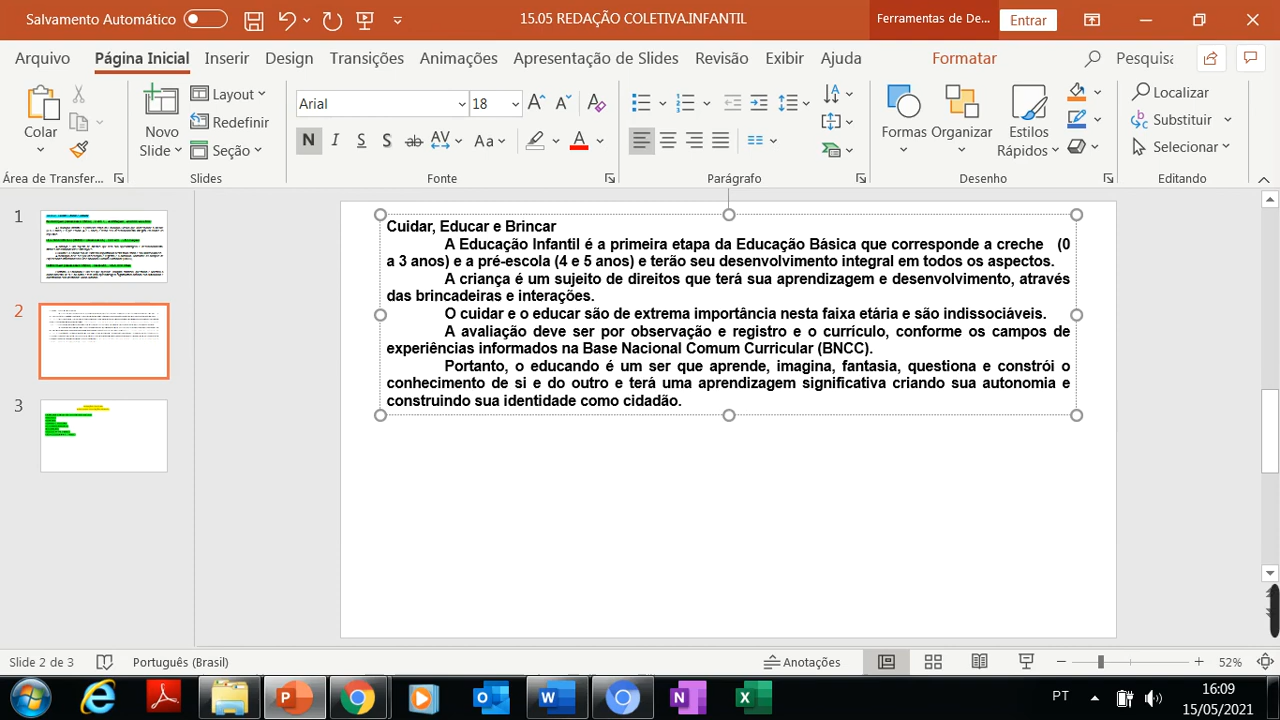 Salvamento Automático
15.05 REDAÇÃO COLETIVA.INFANTIL
Ferramentas de De...
Entrar
Arquivo
Página Inicial
Inserir
Design
Transições
Animações
Apresentação de Slides
Revisão
Exibir
Ajuda
Formatar
Pesquisa
Colar
Novo
Slide
Layout
Redefinir
Seção
Arial
18
N
I
S
S
ab
AV
Aa
A
Formas
Organizar
Estilos
Rápidos
Localizar
Substituir
Selecionar
Área de Transfer...
Slides
Fonte
Parágrafo
Desenho
Editando
1
2
3
Cuidar, Educar e Brincar
A Educação Infantil é a primeira etapa da Educação Básica que corresponde a creche (0
a 3 anos) e a pré-escola (4 e 5 anos) e terão seu desenvolvimento integral em todos os aspectos.
A criança é um sujeito de direitos que terá sua aprendizagem e desenvolvimento, através
das brincadeiras e interações.
O cuidar e o educar são de extrema importância nesta faixa etária e são indissociáveis.
A avaliação deve ser por observação e registro e o currículo, conforme os campos de
experiências informados na Base Nacional Comum Curricular (BNCC).
Portanto, o educando é um ser que aprende, imagina, fantasia, questiona e constrói o
conhecimento de si e do outro e terá uma aprendizagem significativa criando sua autonomia e
construindo sua identidade como cidadão.
Slide 2 de 3
Português (Brasil)
Anotações
52%
PT
16:09
15/05/2021